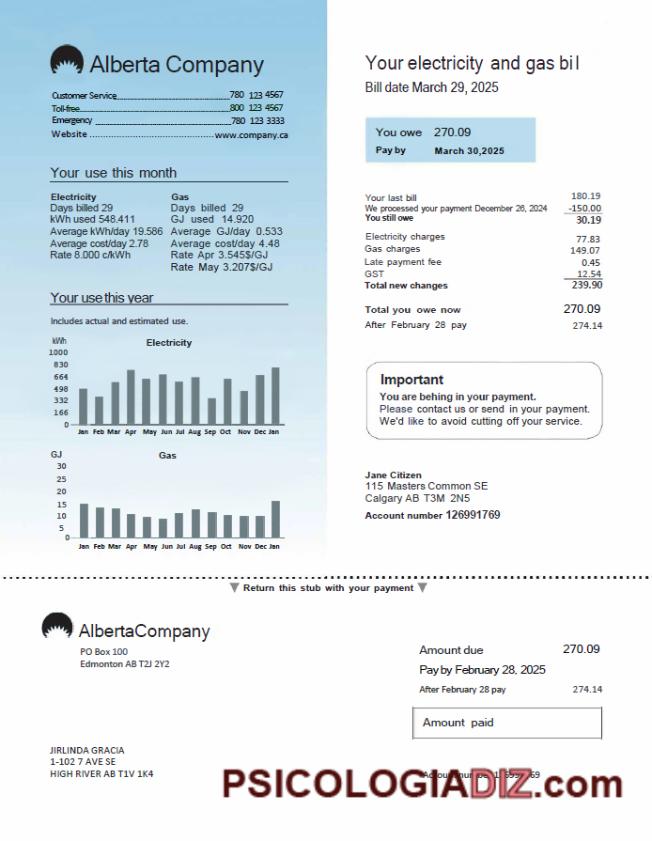 Alberta Company
Customer Service 780 123 4567
Toll-free 800 123 4567
Emergency 780 123 3333
Website www.company.ca
Your use this month
Electricity
Days billed 29
kWh used 548.411
Average kWh/day 19.586
Average cost/day 2.78
Rate 8.000 c/kWh
Gas
Days billed 29
GJ used 14.920
Average GJ/day 0.533
Average cost/day 4.48
Rate Apr 3.545$/GJ
Rate May 3.207$/GJ
Your use this year
Includes actual and estimated use.
kWh Electricity
1000
830
664
498
332
166
0
Jan Feb Mar Apr May Jun Jul Aug Sep Oct Nov Dec Jan
GJ Gas
30
25
20
15
10
5
0
Jan Feb Mar Apr May Jun Jul Aug Sep Oct Nov Dec Jan
Your electricity and gas bil l
Bill date March 29, 2025
You owe 270.09
Pay by March 30,2025
Your last bill 180.19
We processed your payment December 26, 2024 -150.00
You still owe 30.19
Electricity charges 77.83
Gas charges 149.07
Late payment fee 0.45
GST 12.54
Total new changes 239.90
Total you owe now 270.09
After February 28 pay 274.14
Important
You are behing in your payment.
Please contact us or send in your payment.
We'd like to avoid cutting off your service.
Jane Citizen
115 Masters Common SE
Calgary AB T3M 2N5
Account number 126991769
Return this stub with your payment
AlbertaCompany
PO Box 100
Edmonton AB T2J 2Y2
Amount due 270.09
Pay by February 28, 2025
After February 28 pay 274.14
Amount paid
JIRLINDA GRACIA
1-102 7 AVE SE
HIGH RIVER AB T1V 1K4
PSICOLOGIADIZ.com